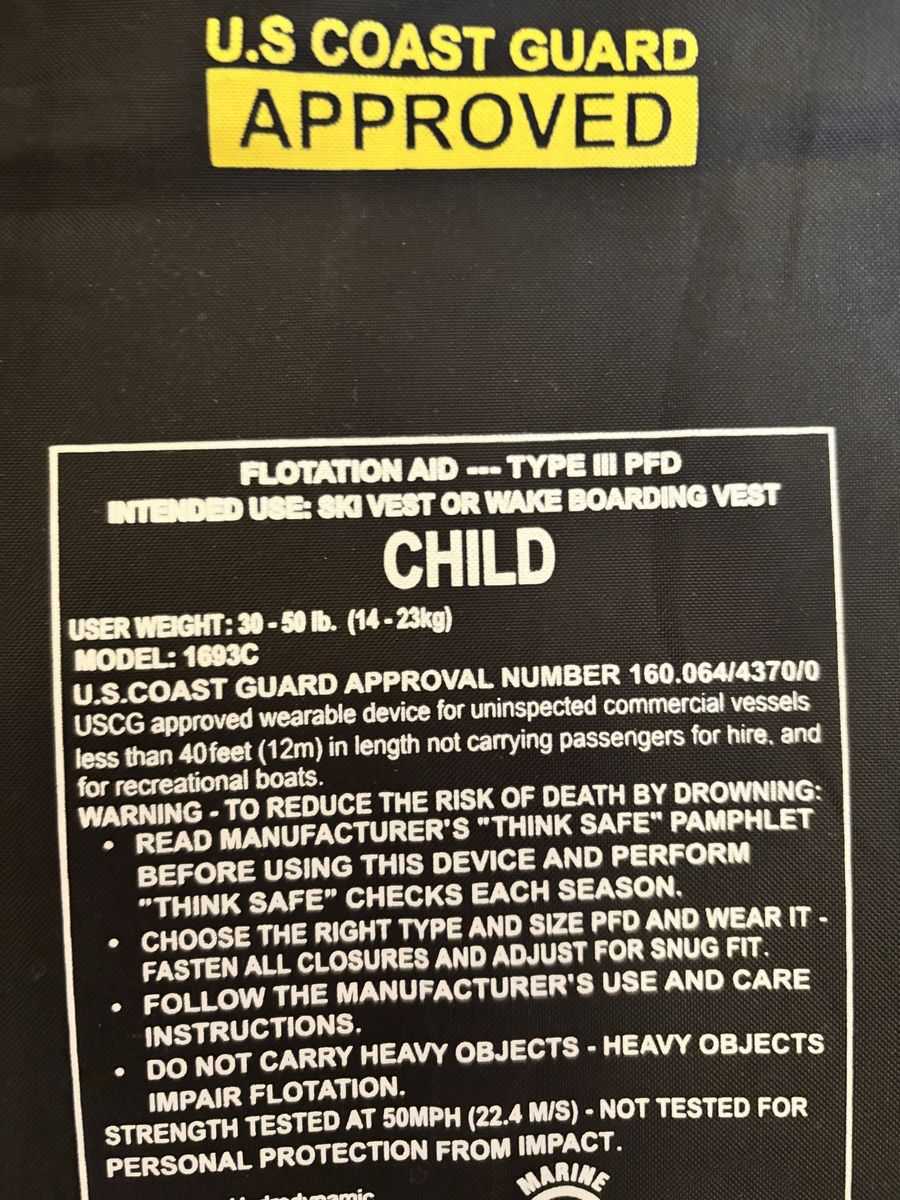 U.S COAST GUARD
APPROVED
FLOTATION AID --- TYPE III PFD
INTENDED USE: SKI VEST OR WAKE BOARDING VEST
CHILD
USER WEIGHT: 30 - 50 lb. (14 - 23kg)
MODEL: 1693C
U.S.COAST GUARD APPROVAL NUMBER 160.064/4370/0
USCG approved wearable device for uninspected commercial vessels
less than 40feet (12m) in length not carrying passengers for hire, and
for recreational boats.
WARNING - TO REDUCE THE RISK OF DEATH BY DROWNING:
• READ MANUFACTURER'S "THINK SAFE" PAMPHLET
BEFORE USING THIS DEVICE AND PERFORM
"THINK SAFE" CHECKS EACH SEASON.
• CHOOSE THE RIGHT TYPE AND SIZE PFD AND WEAR IT -
FASTEN ALL CLOSURES AND ADJUST FOR SNUG FIT.
• FOLLOW THE MANUFACTURER'S USE AND CARE
INSTRUCTIONS.
• DO NOT CARRY HEAVY OBJECTS - HEAVY OBJECTS
IMPAIR FLOTATION.
STRENGTH TESTED AT 50MPH (22.4 M/S) - NOT TESTED FOR
PERSONAL PROTECTION FROM IMPACT.
MARINE